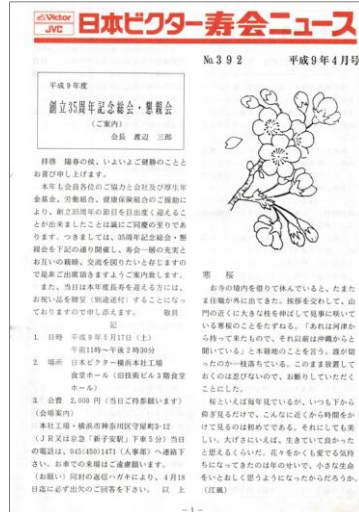 Victor
JVC
日本ビクター寿会ニュース
No.392 平成9年4月号
平成9年度
創立35周年記念総会・懇親会
(ご案内)
会長 渡辺 三郎
拝啓 陽春の候、いよいよご健勝のことと
お喜び申し上げます。
本年も会員各位のご協力と会社及び厚生年
金基金、労働組合、健康保険組合のご援助に
より、創立35周年の節目を目出度く迎えるこ
とが出来ましたことは誠にご同慶の至りであ
ります。つきましては、35周年記念総会・懇
親会を下記の通り開催し、寿会一層の充実と
お互いの親睦、交流を図りたいと存じますの
で是非ご出席頂きますようご案内致します。
また、当日は本年度長寿を迎える方には、
お祝い品を贈呈(別途送付)することになっ
ておりますので申し添えます。 敬具
記
1. 日時 平成9年5月17日(土)
午前11時~午後2時30分
2. 場所 日本ビクター横浜本社工場
食堂ホール(旧技術ビル3階食堂
ホール)
3. 会費 2,000円(当日ご持参願います)
(会場案内)
本社工場・横浜市神奈川区守屋町3-12
(JR又は京急「新子安駅」下車5分)当日
の電話は、045(450)1471(人事部)へ連絡下
さい。お車での来場はご遠慮願います。
(お願い)同封の返信ハガキにより、4月18
日迄に必ず出欠のご回答を下さい。 以上
寒 桜
お寺の境内を借りて休んでいると、たまた
ま住職が外に出てきた。挨拶を交わして、山
門の近くに大きな枝を伸ばして見事に咲いて
いる寒桜のことをたずねる。「あれは河津か
ら持って来たもので、それ以前は沖縄からと
聞いている」と本籍地のことを言う。誰が切
ったのか一枝落ちている。このまま放置して
おくのは忍びないので、お断りしていただく
ことにした。
桜といえば毎年見ているが、いつも下から
仰ぎ見るだけで、こんなに近くから時間をか
けて見るのは初めてである。それにしても美
しい。大げさにいえば、生きていて良かった
と思えるくらいだ。花々をかくも愛でる気持
ちになってきたのは年のせいで、小さな生命
をいとおしく思うようになったからだろうか。
(江風)
-1-